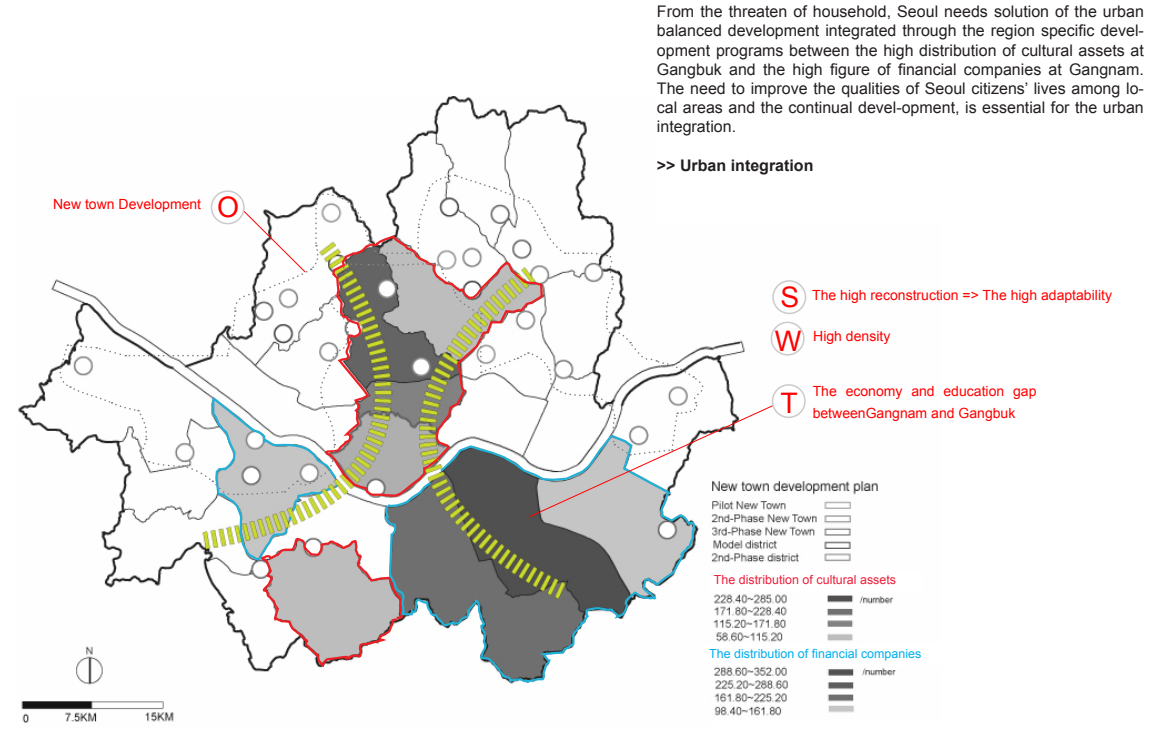 From the threaten of household, Seoul needs solution of the urban
balanced development integrated through the region specific devel-
opment programs between the high distribution of cultural assets at
Gangbuk and the high figure of financial companies at Gangnam.
The need to improve the qualities of Seoul citizens' lives among lo-
cal areas and the continual devel-opment, is essential for the urban
integration.
>> Urban integration
New town Development O
S The high reconstruction => The high adaptability
W High density
T The economy and education gap
betweenGangnam and Gangbuk
New town development plan
Pilot New Town
2nd-Phase New Town
3rd-Phase New Town
Model district
2nd-Phase district
The distribution of cultural assets
228.40~285.00 /number
171.80~228.40
115.20~171.80
58.60~115.20
The distribution of financial companies
288.60~352.00 /number
225.20~288.60
161.80~225.20
98.40~161.80
N
0 7.5KM 15KM